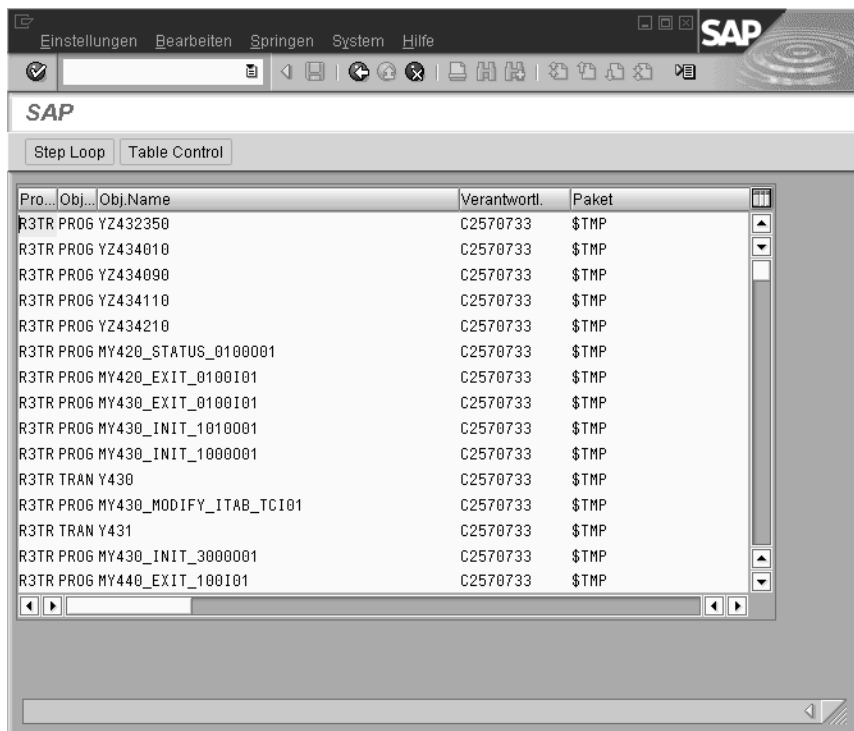 Einstellungen Bearbeiten Springen System Hilfe
SAP
SAP
Step Loop Table Control
Pro... Obj... Obj.Name Verantwortl. Paket
R3TR PROG YZ432350 C2570733 $TMP
R3TR PROG YZ434010 C2570733 $TMP
R3TR PROG YZ434090 C2570733 $TMP
R3TR PROG YZ434110 C2570733 $TMP
R3TR PROG YZ434210 C2570733 $TMP
R3TR PROG MY420_STATUS_0100O01 C2570733 $TMP
R3TR PROG MY420_EXIT_0100I01 C2570733 $TMP
R3TR PROG MY430_EXIT_0100I01 C2570733 $TMP
R3TR PROG MY430_INIT_1010O01 C2570733 $TMP
R3TR PROG MY430_INIT_1000O01 C2570733 $TMP
R3TR TRAN Y430 C2570733 $TMP
R3TR PROG MY430_MODIFY_ITAB_TCI01 C2570733 $TMP
R3TR TRAN Y431 C2570733 $TMP
R3TR PROG MY430_INIT_3000O01 C2570733 $TMP
R3TR PROG MY440_EXIT_100I01 C2570733 $TMP